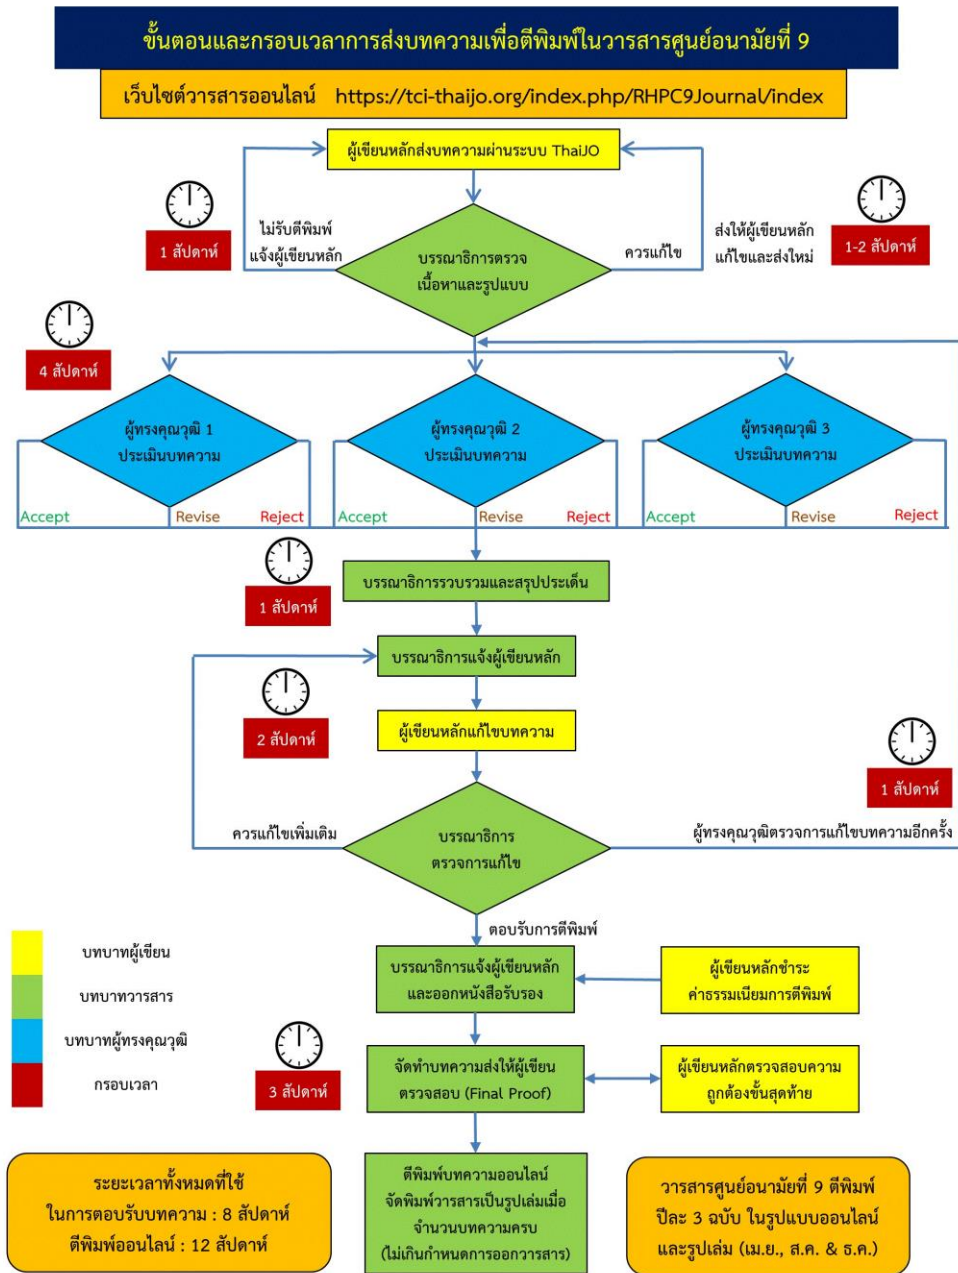 ขั้นตอนและกรอบเวลาการส่งบทความเพื่อตีพิมพ์ในวารสารศูนย์อนามัยที่ 9
เว็บไซต์วารสารออนไลน์ https://tci-thaijo.org/index.php/RHPC9Journal/index
ผู้เขียนหลักส่งบทความผ่านระบบ ThaiJO
1 สัปดาห์
ไม่รับตีพิมพ์
แจ้งผู้เขียนหลัก
บรรณาธิการตรวจ
เนื้อหาและรูปแบบ
ควรแก้ไข
ส่งให้ผู้เขียนหลัก
แก้ไขและส่งใหม่
1-2 สัปดาห์
4 สัปดาห์
ผู้ทรงคุณวุฒิ 1
ประเมินบทความ
ผู้ทรงคุณวุฒิ 2
ประเมินบทความ
ผู้ทรงคุณวุฒิ 3
ประเมินบทความ
Accept Revise Reject Accept Revise Reject Accept Revise Reject
1 สัปดาห์
บรรณาธิการรวบรวมและสรุปประเด็น
บรรณาธิการแจ้งผู้เขียนหลัก
2 สัปดาห์
ผู้เขียนหลักแก้ไขบทความ
1 สัปดาห์
ควรแก้ไขเพิ่มเติม
บรรณาธิการ
ตรวจการแก้ไข
ผู้ทรงคุณวุฒิตรวจการแก้ไขบทความอีกครั้ง
ตอบรับการตีพิมพ์
บทบาทผู้เขียน
บทบาทวารสาร
บทบาทผู้ทรงคุณวุฒิ
กรอบเวลา
บรรณาธิการแจ้งผู้เขียนหลัก
และออกหนังสือรับรอง
ผู้เขียนหลักชำระ
ค่าธรรมเนียมการตีพิมพ์
3 สัปดาห์
จัดทำบทความส่งให้ผู้เขียน
ตรวจสอบ (Final Proof)
ผู้เขียนหลักตรวจสอบความ
ถูกต้องขั้นสุดท้าย
ระยะเวลาทั้งหมดที่ใช้
ในการตอบรับบทความ : 8 สัปดาห์
ตีพิมพ์ออนไลน์ : 12 สัปดาห์
ตีพิมพ์บทความออนไลน์
จัดพิมพ์วารสารเป็นรูปเล่มเมื่อ
จำนวนบทความครบ
(ไม่เกินกำหนดการออกวารสาร)
วารสารศูนย์อนามัยที่ 9 ตีพิมพ์
ปีละ 3 ฉบับ ในรูปแบบออนไลน์
และรูปเล่ม (เม.ย., ส.ค. & ธ.ค.)